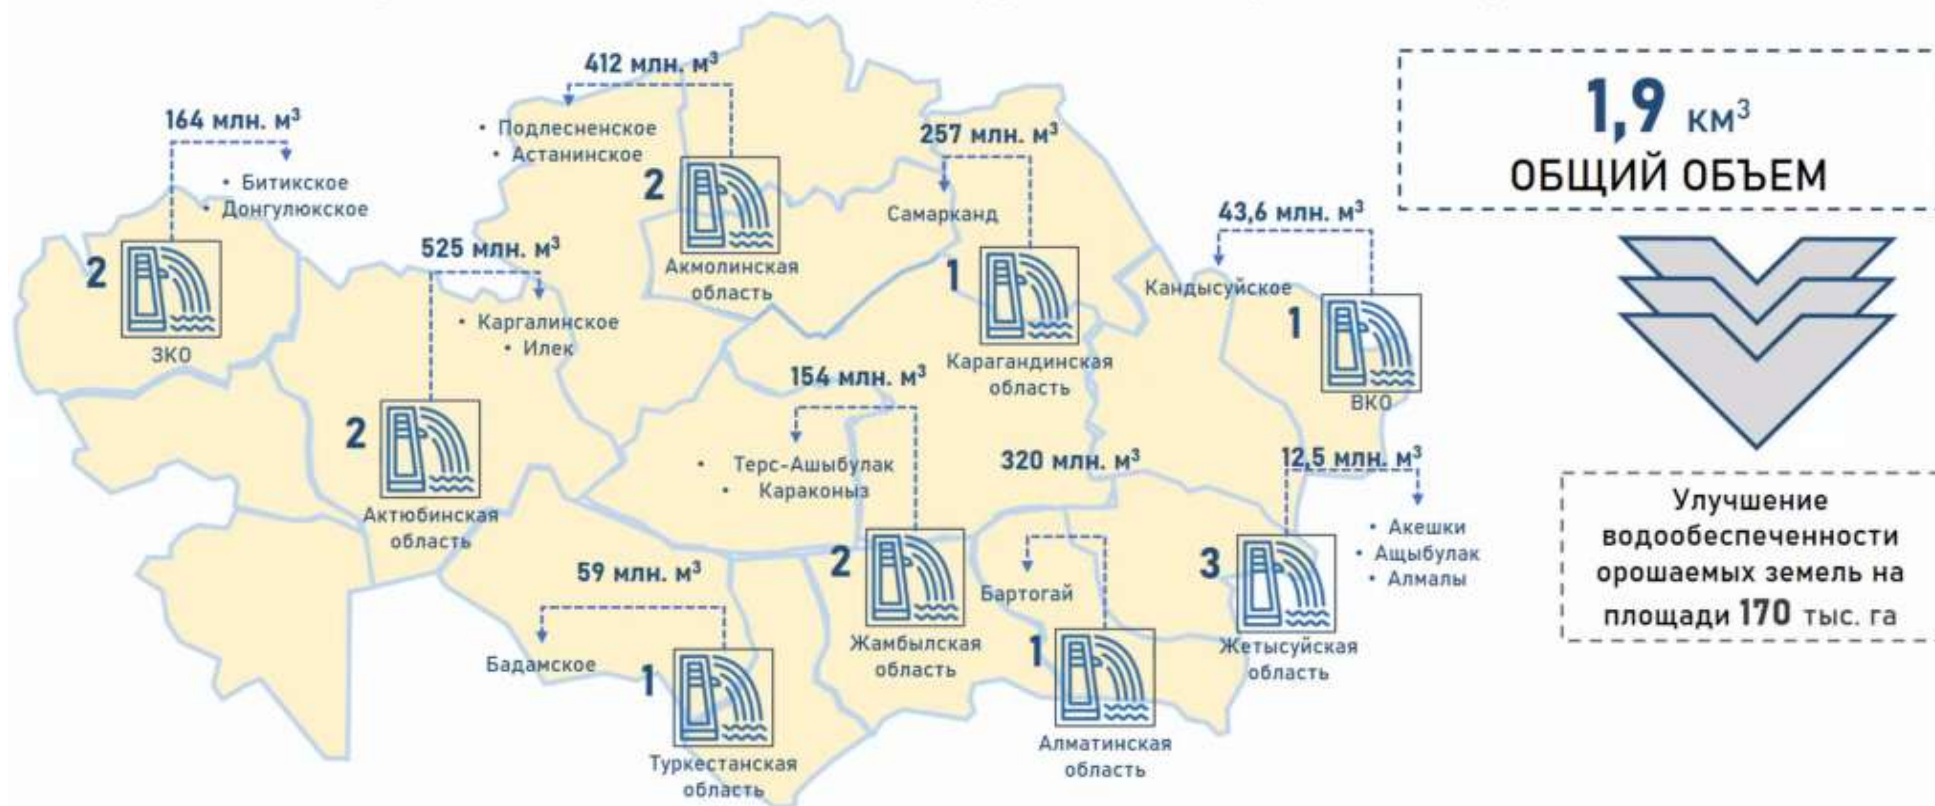 412 млн. м³
• Подлесненское
• Астанинское
2
Акмолинская
область
164 млн. м³
• Битикское
• Донгулюкское
2
ЗКО
257 млн. м³
Самарканд
1
Карагандинская
область
43,6 млн. м³
Кандысуйское
1
ВКО
525 млн. м³
• Каргалинское
• Илек
2
Актюбинская
область
154 млн. м³
• Терс-Ашыбулак
• Караконыз
2
Жамбылская
область
320 млн. м³
Бартогай
1
Алматинская
область
12,5 млн. м³
• Акешки
• Ащыбулак
• Алмалы
3
Жетысуйская
область
59 млн. м³
Бадамское
1
Туркестанская
область
1,9 км³
ОБЩИЙ ОБЪЕМ
Улучшение
водообеспеченности
орошаемых земель на
площади 170 тыс. га